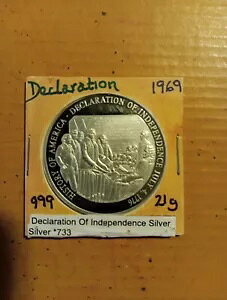 Declaration 1969
HISTORY OF AMERICA - DECLARATION OF INDEPENDENCE JULY 4, 1776
999 21g
Declaration Of Independence Silver
Silver *733